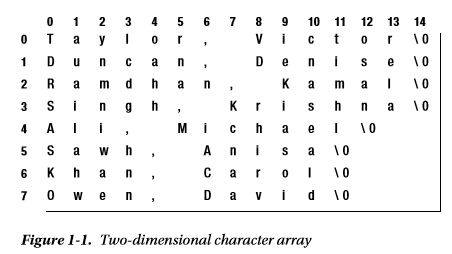 0 1 2 3 4 5 6 7 8 9 10 11 12 13 14
0 T a y l o r , V i c t o r \0
1 D u n c a n , D e n i s e \0
2 R a m d h a n , K a m a l \0
3 S i n g h , K r i s h n a \0
4 A l i , M i c h a e l \0
5 S a w h , A n i s a \0
6 K h a n , C a r o l \0
7 O w e n , D a v i d \0
Figure 1-1. Two-dimensional character array